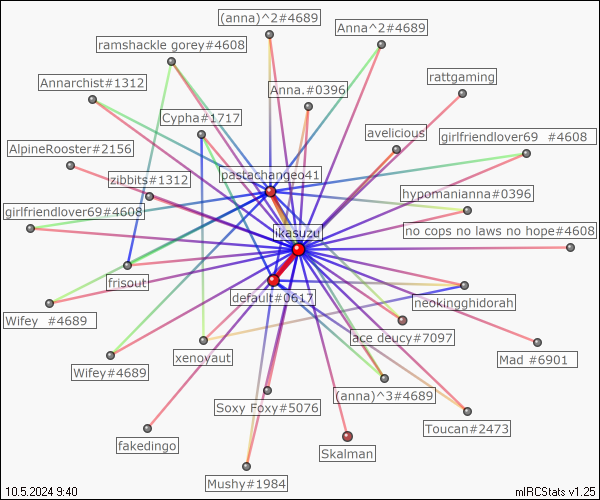 (anna)^2#4689
Anna^2#4689
ramshackle gorey#4608
rattgaming
Annarchist#1312
Anna.#0396
Cypha#1717
avelicious
girlfriendlover69  #4608
AlpineRooster#2156
pastachangeo41
zibbits#1312
hypomanianna#0396
girlfriendlover69#4608
ikasuzu
no cops no laws no hope#4608
frisout
default#0617
neokingghidorah
Wifey  #4689
ace deucy#7097
xenoyaut
Mad #6901
Wifey#4689
(anna)^3#4689
Soxy Foxy#5076
Toucan#2473
fakedingo
Skalman
Mushy#1984
10.5.2024 9:40
mIRCStats v1.25